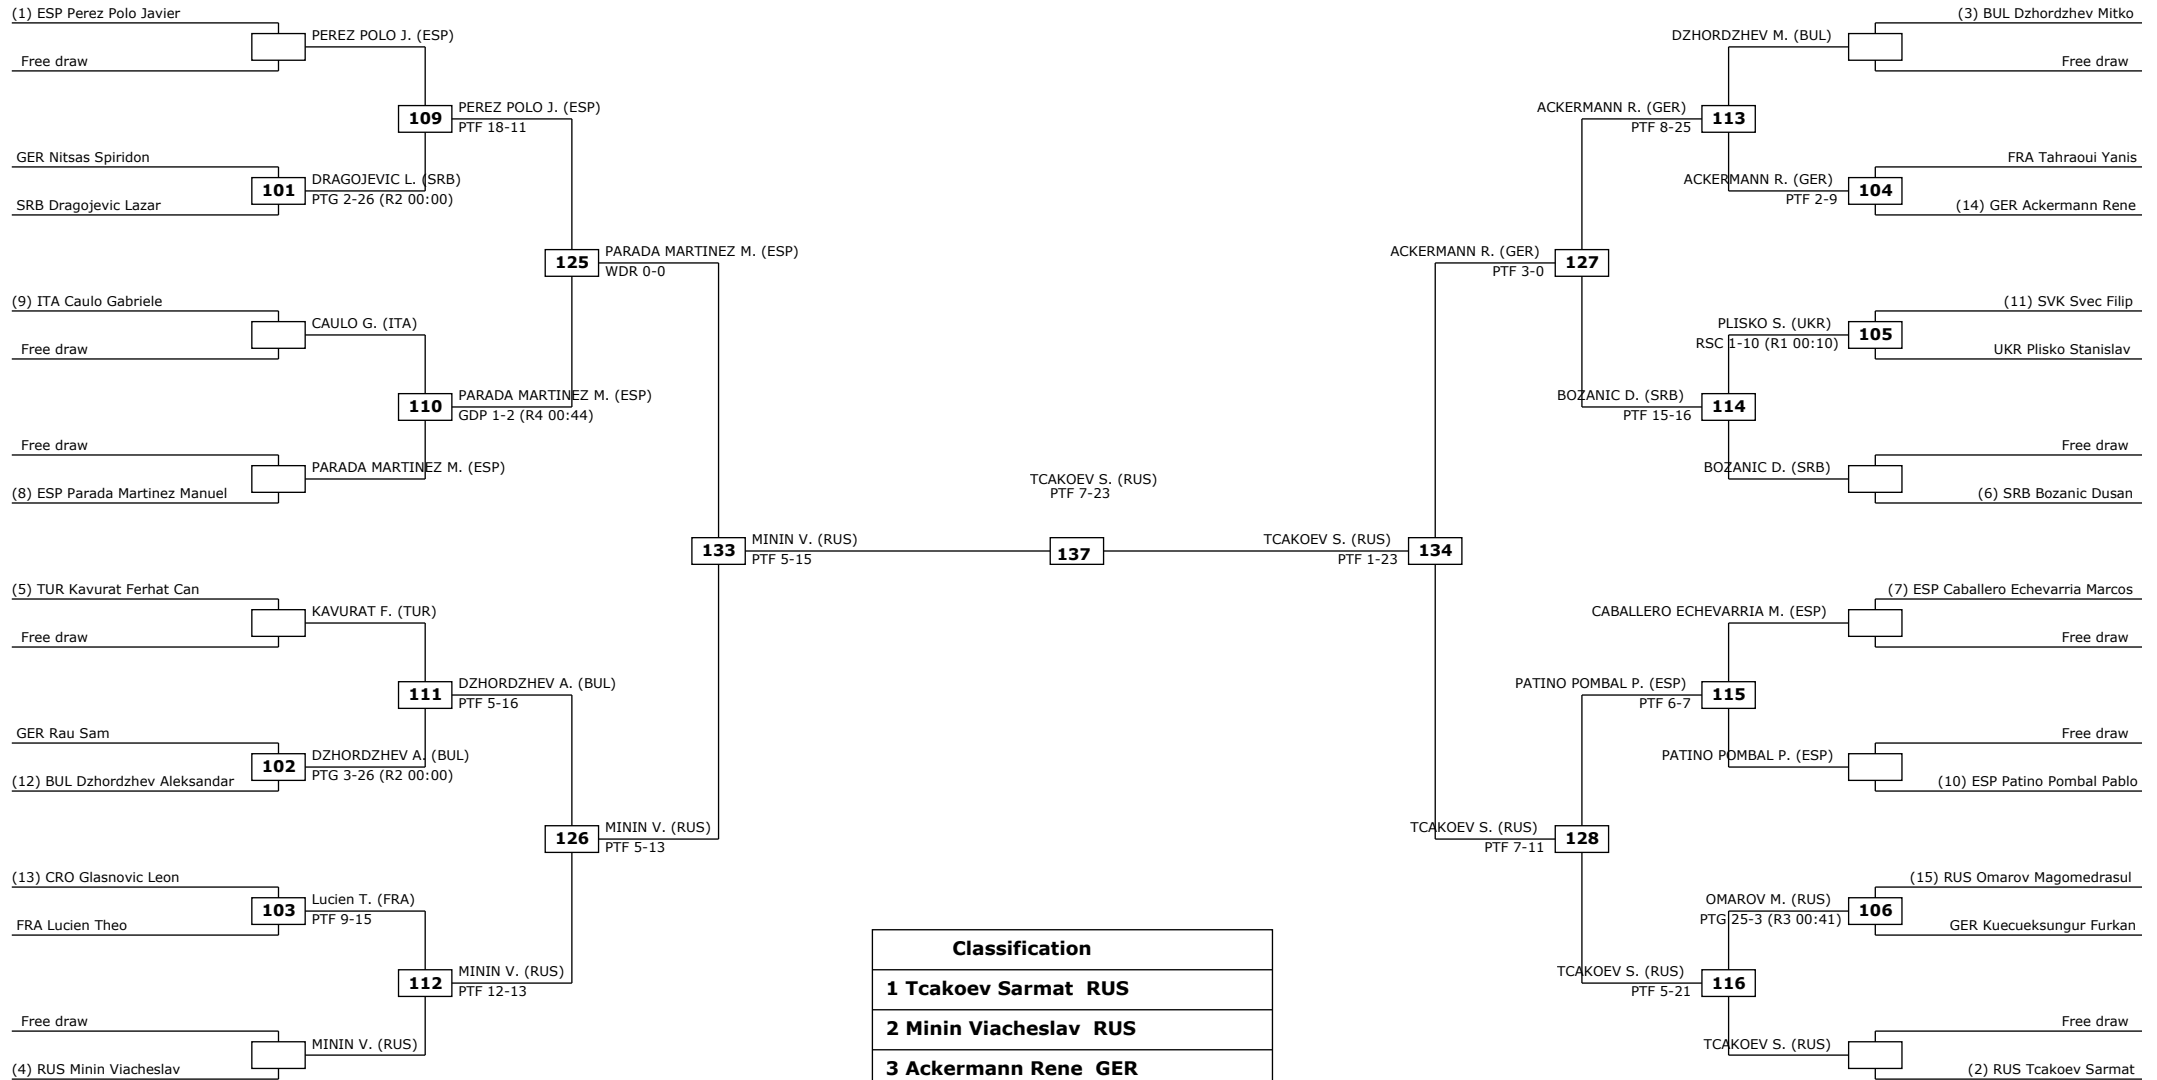 (1) ESP Perez Polo Javier
PEREZ POLO J. (ESP)
Free draw
109
PEREZ POLO J. (ESP)
PTF 18-11
GER Nitsas Spiridon
101
DRAGOJEVIC L. (SRB)
PTG 2-26 (R2 00:00)
SRB Dragojevic Lazar
125
PARADA MARTINEZ M. (ESP)
WDR 0-0
(9) ITA Caulo Gabriele
CAULO G. (ITA)
Free draw
110
PARADA MARTINEZ M. (ESP)
GDP 1-2 (R4 00:44)
Free draw
PARADA MARTINEZ M. (ESP)
(8) ESP Parada Martinez Manuel
133
MININ V. (RUS)
PTF 5-15
(5) TUR Kavurat Ferhat Can
KAVURAT F. (TUR)
Free draw
111
DZHORDZHEV A. (BUL)
PTF 5-16
GER Rau Sam
102
DZHORDZHEV A. (BUL)
PTG 3-26 (R2 00:00)
(12) BUL Dzhordzhev Aleksandar
126
MININ V. (RUS)
PTF 5-13
(13) CRO Glasnovic Leon
103
Lucien T. (FRA)
PTF 9-15
FRA Lucien Theo
112
MININ V. (RUS)
PTF 12-13
Free draw
MININ V. (RUS)
(4) RUS Minin Viacheslav
TCAKOEV S. (RUS)
PTF 7-23
137
(3) BUL Dzhordzhev Mitko
DZHORDZHEV M. (BUL)
Free draw
ACKERMANN R. (GER)
PTF 8-25
113
FRA Tahraoui Yanis
ACKERMANN R. (GER)
PTF 2-9
104
(14) GER Ackermann Rene
ACKERMANN R. (GER)
PTF 3-0
127
(11) SVK Svec Filip
PLISKO S. (UKR)
RSC 1-10 (R1 00:10)
105
UKR Plisko Stanislav
BOZANIC D. (SRB)
PTF 15-16
114
Free draw
BOZANIC D. (SRB)
(6) SRB Bozanic Dusan
TCAKOEV S. (RUS)
PTF 1-23
134
(7) ESP Caballero Echevarria Marcos
CABALLERO ECHEVARRIA M. (ESP)
Free draw
PATINO POMBAL P. (ESP)
PTF 6-7
115
Free draw
PATINO POMBAL P. (ESP)
(10) ESP Patino Pombal Pablo
TCAKOEV S. (RUS)
PTF 7-11
128
(15) RUS Omarov Magomedrasul
OMAROV M. (RUS)
PTG 25-3 (R3 00:41)
106
GER Kuecueksungur Furkan
TCAKOEV S. (RUS)
PTF 5-21
116
Free draw
TCAKOEV S. (RUS)
(2) RUS Tcakoev Sarmat
Classification
1 Tcakoev Sarmat RUS
2 Minin Viacheslav RUS
3 Ackermann Rene GER